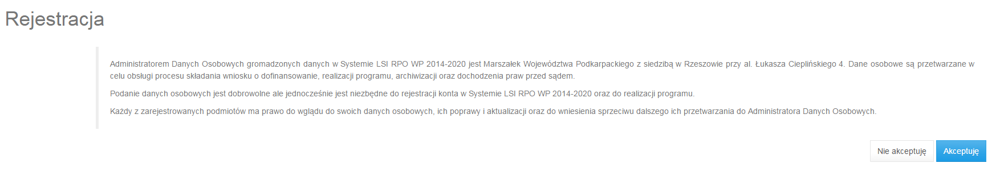 Rejestracja
Administratorem Danych Osobowych gromadzonych danych w Systemie LSI RPO WP 2014-2020 jest Marszałek Województwa Podkarpackiego z siedzibą w Rzeszowie przy al. Łukasza Cieplińskiego 4. Dane osobowe są przetwarzane w
celu obsługi procesu składania wniosku o dofinansowanie, realizacji programu, archiwizacji oraz dochodzenia praw przed sądem.
Podanie danych osobowych jest dobrowolne ale jednocześnie jest niezbędne do rejestracji konta w Systemie LSI RPO WP 2014-2020 oraz do realizacji programu.
Każdy z zarejestrowanych podmiotów ma prawo do wglądu do swoich danych osobowych, ich poprawy i aktualizacji oraz do wniesienia sprzeciwu dalszego ich przetwarzania do Administratora Danych Osobowych.
Nie akceptuję Akceptuję